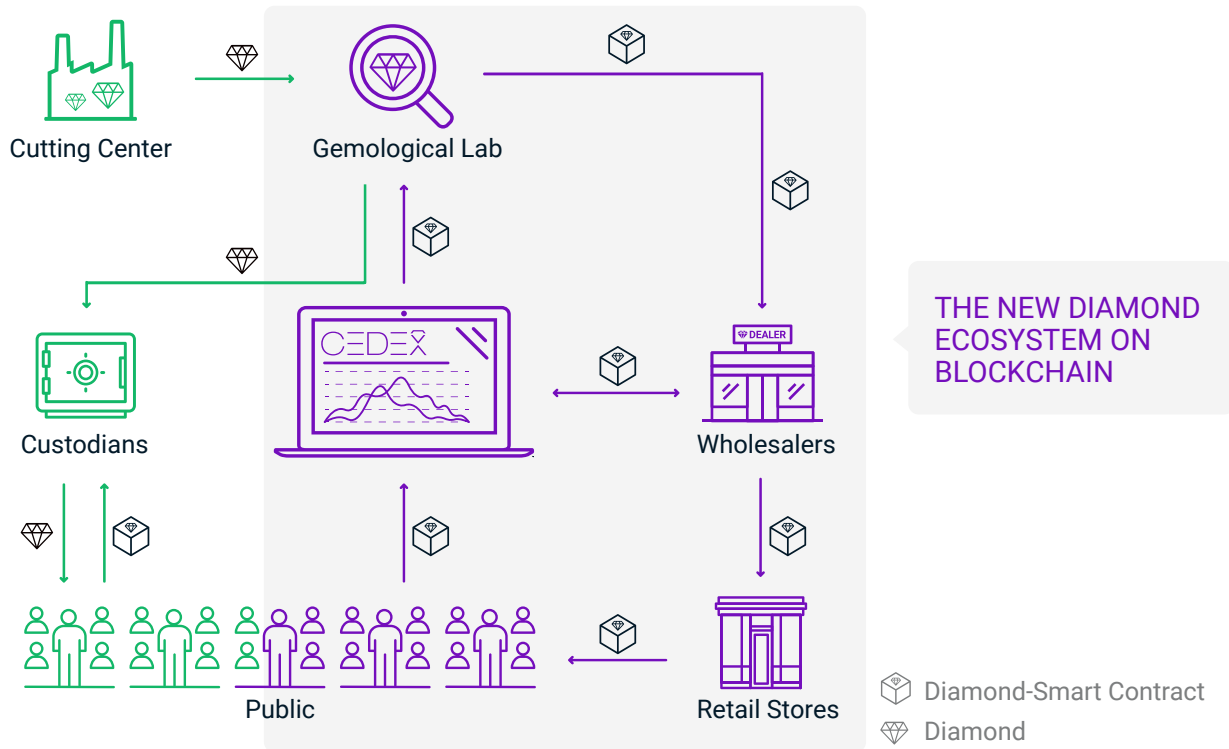 Cutting Center
Gemological Lab
CEDEX
DEALER
THE NEW DIAMOND
ECOSYSTEM ON
BLOCKCHAIN
Custodians
Wholesalers
Public
Retail Stores
Diamond-Smart Contract
Diamond